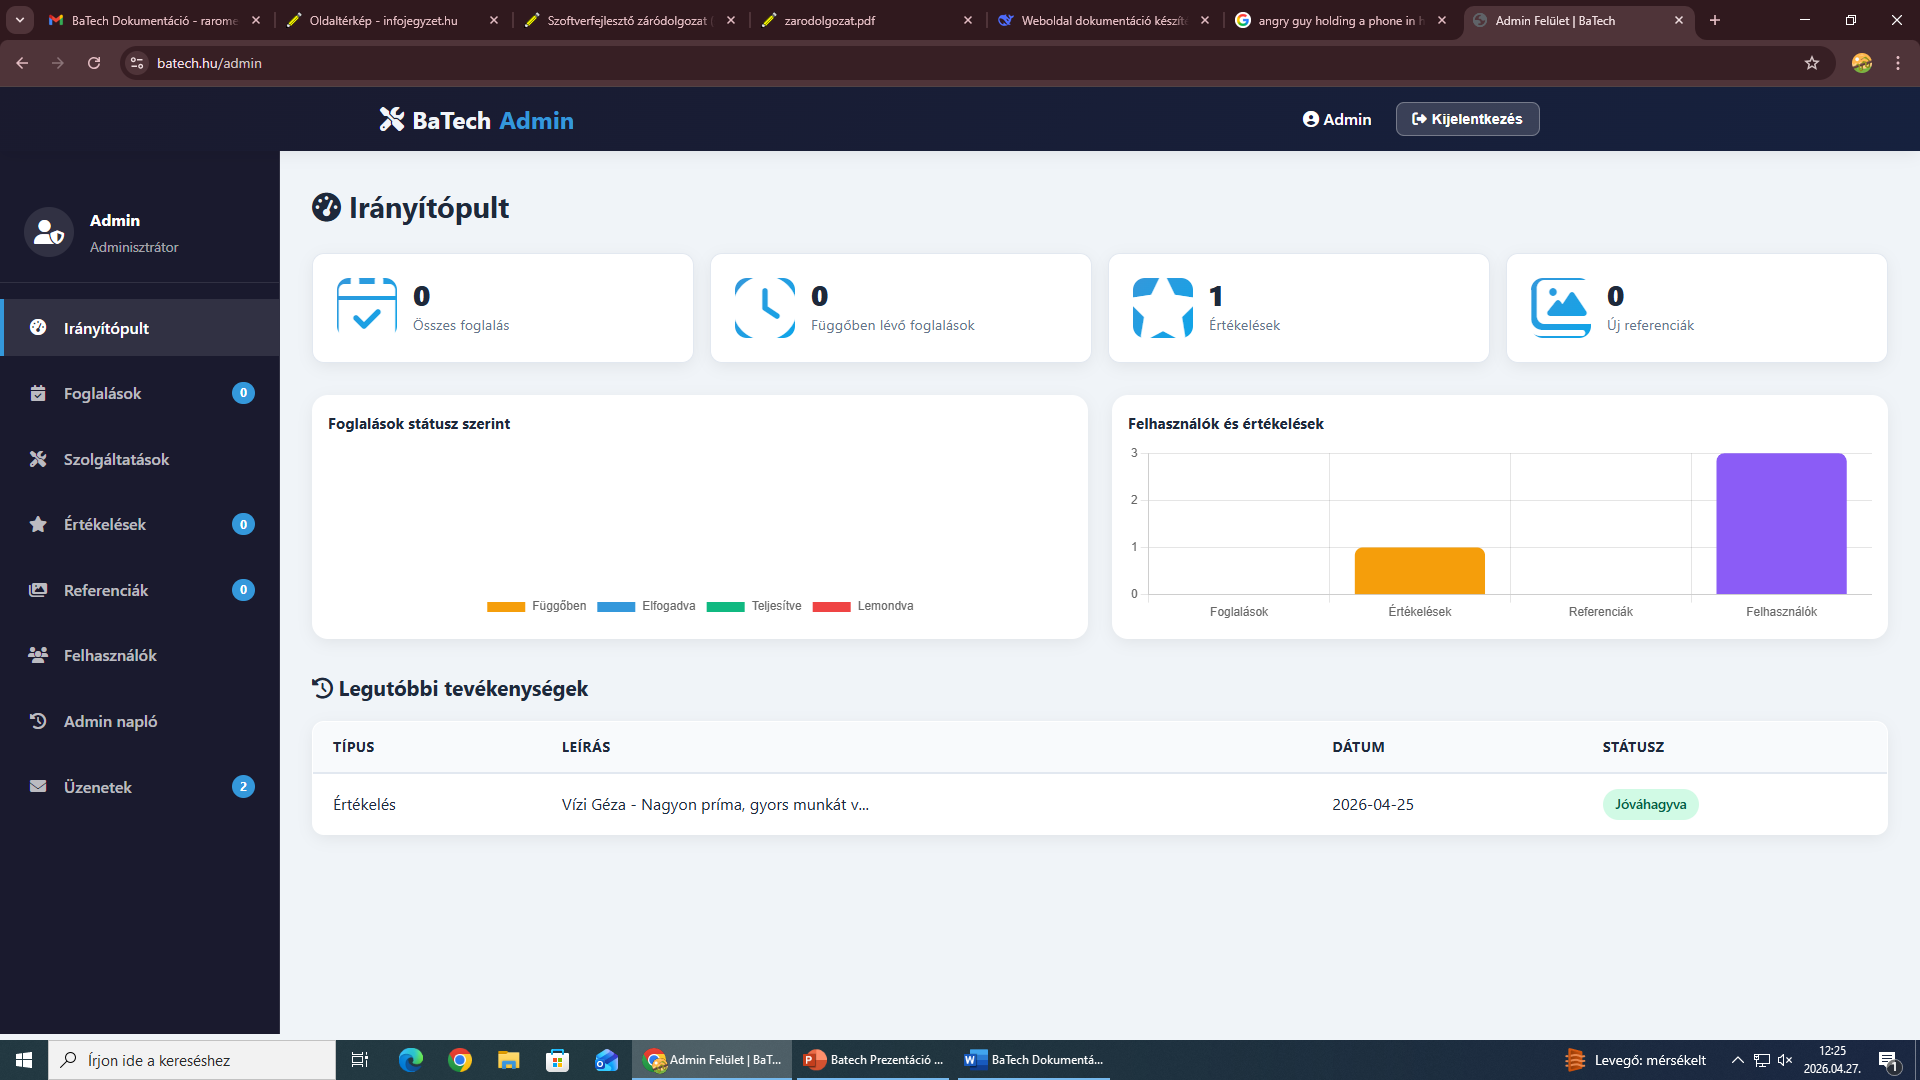 BaTech Dokumentáció - rarome
Oldaltérkép - infojegyzet.hu
Szoftverfejlesztő záródolgozat (
zarodolgozat.pdf
Weboldal dokumentáció készít
angry guy holding a phone in h
Admin Felület | BaTech
batech.hu/admin
BaTech Admin
Admin
Kijelentkezés
Admin
Adminisztrátor
Irányítópult
Foglalások 0
Szolgáltatások
Értékelések 0
Referenciák 0
Felhasználók
Admin napló
Üzenetek 2
Irányítópult
0
Összes foglalás
0
Függőben lévő foglalások
1
Értékelések
0
Új referenciák
Foglalások státusz szerint
Függőben Elfogadva Teljesítve Lemondva
Felhasználók és értékelések
3
2
1
0
Foglalások Értékelések Referenciák Felhasználók
Legutóbbi tevékenységek
TÍPUS LEÍRÁS DÁTUM STÁTUSZ
Értékelés Vízi Géza - Nagyon príma, gyors munkát v... 2026-04-25 Jóváhagyva
Írjon ide a kereséshez
Admin Felület | BaT...
Batech Prezentáció ...
BaTech Dokumentá...
Levegő: mérsékelt
12:25
2026.04.27.
1